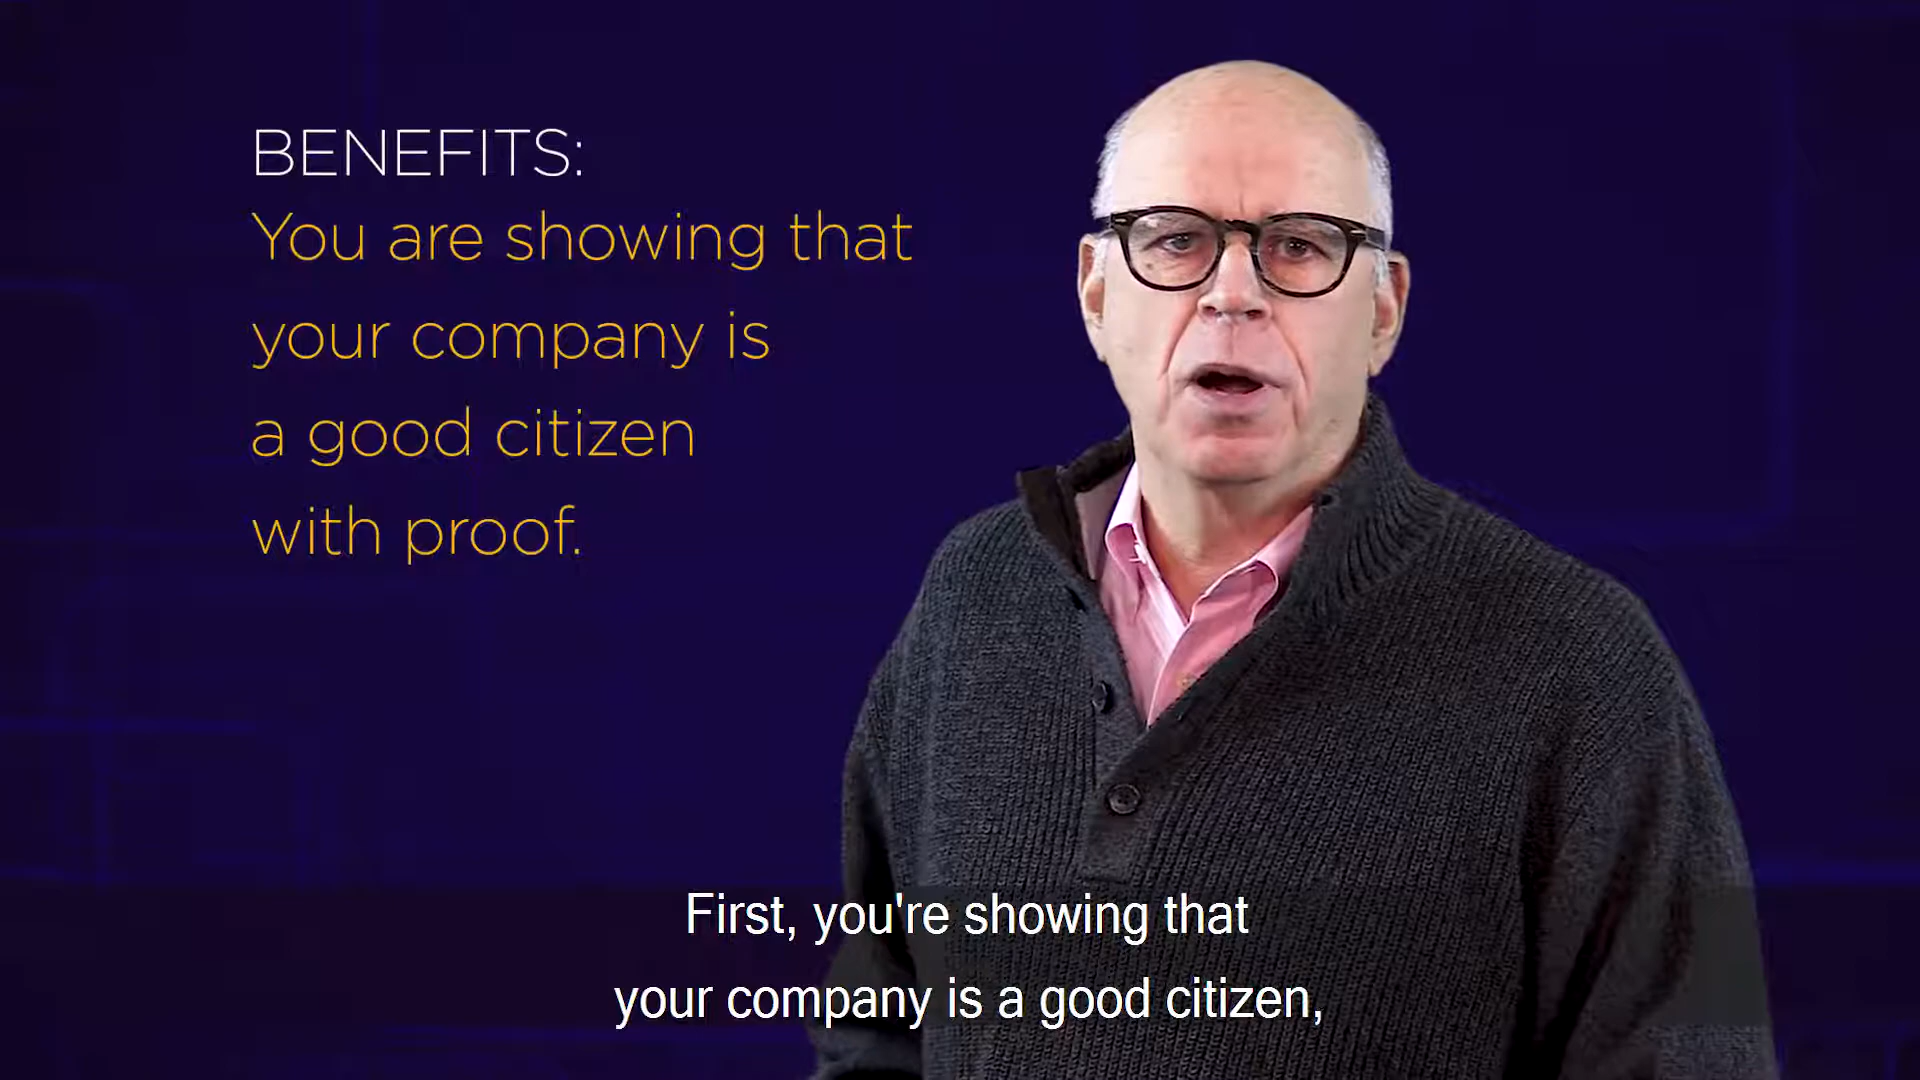 BENEFITS:
You are showing that
your company is
a good citizen
with proof.
First, you're showing that
your company is a good citizen,